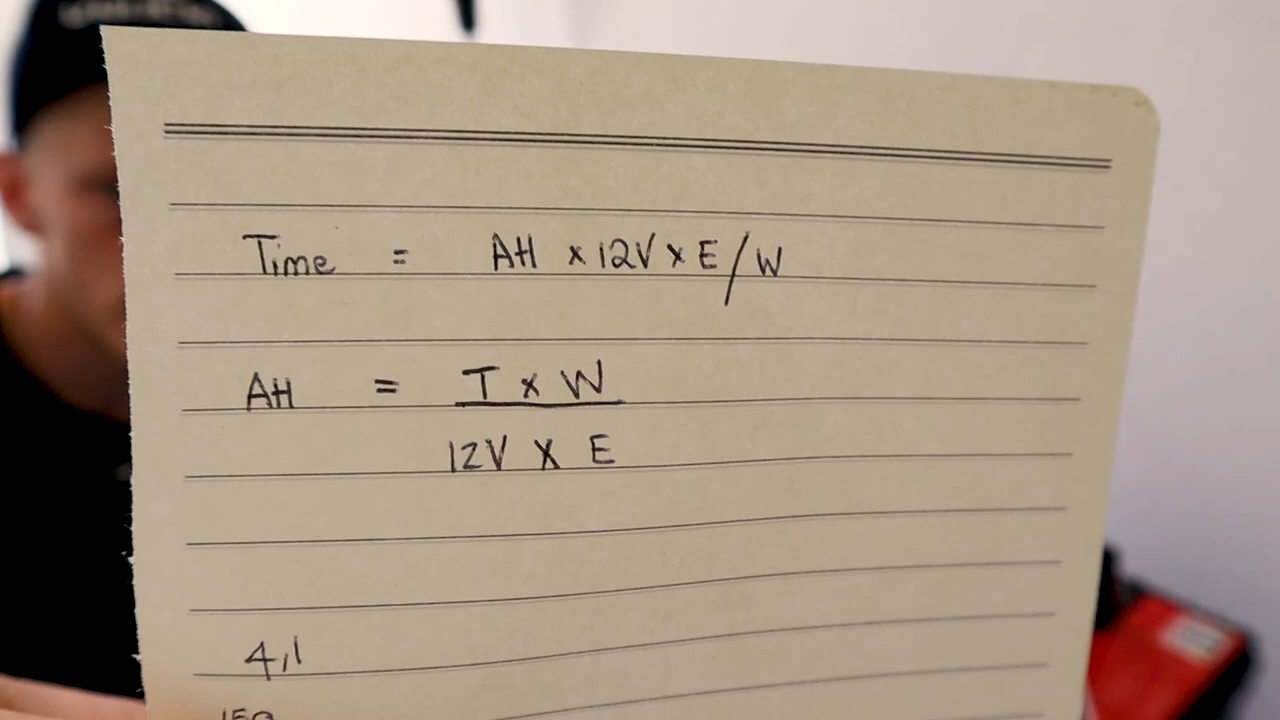 Time = AH x 12V x E/W
AH = T x W
12V x E
4,1